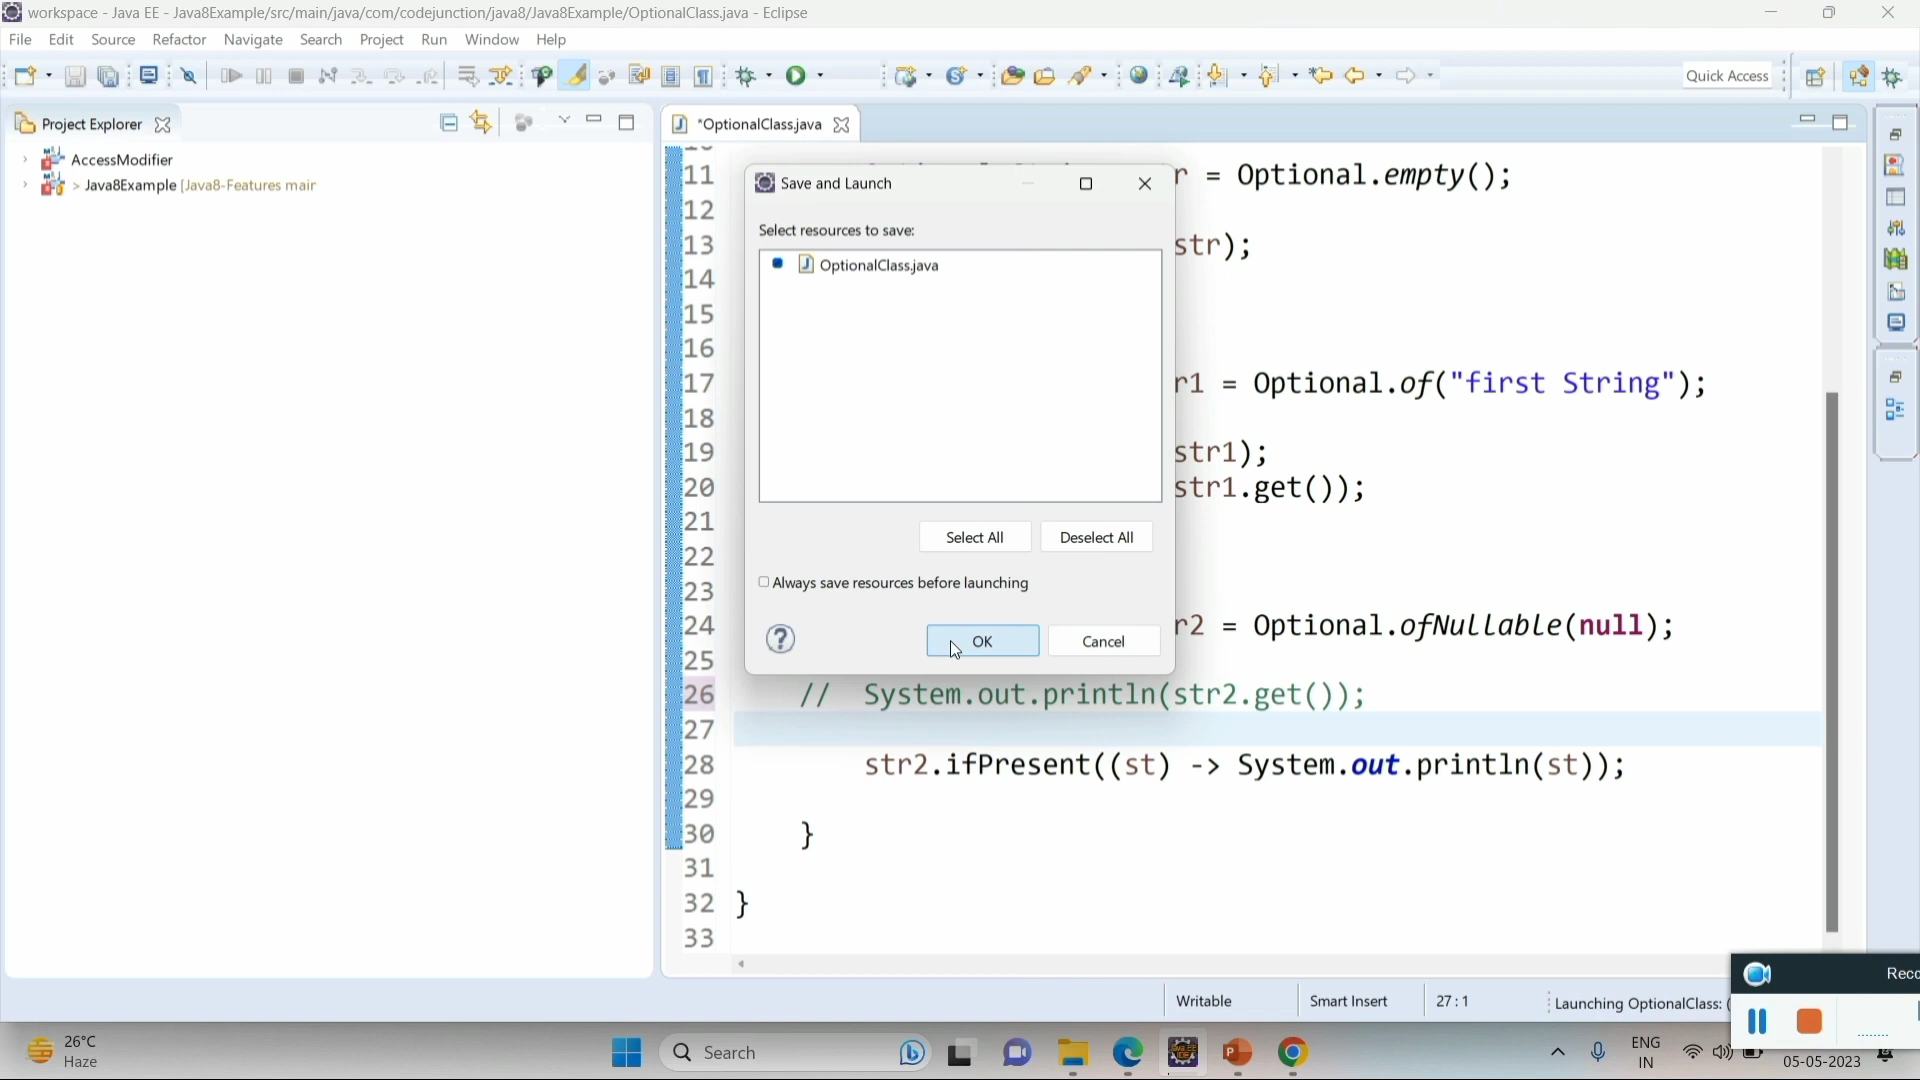 workspace - Java EE - Java8Example/src/main/java/com/codejunction/java8/Java8Example/OptionalClass.java - Eclipse
File Edit Source Refactor Navigate Search Project Run Window Help
Quick Access
Project Explorer
AccessModifier
> Java8Example [Java8-Features mair
*OptionalClass.java
11 r = Optional.empty();
12
13 str);
14
15
16
17 r1 = Optional.of("first String");
18
19 str1);
20 str1.get());
21
22
23
24 r2 = Optional.ofNullable(null);
25
26 // System.out.println(str2.get());
27
28 str2.ifPresent((st) -> System.out.println(st));
29
30 }
31
32 }
33
Save and Launch
Select resources to save:
OptionalClass.java
Select All Deselect All
Always save resources before launching
OK Cancel
Writable Smart Insert 27 : 1 Launching OptionalClass: (
Reco
26°C
Haze
Search
ENG
IN
05-05-2023